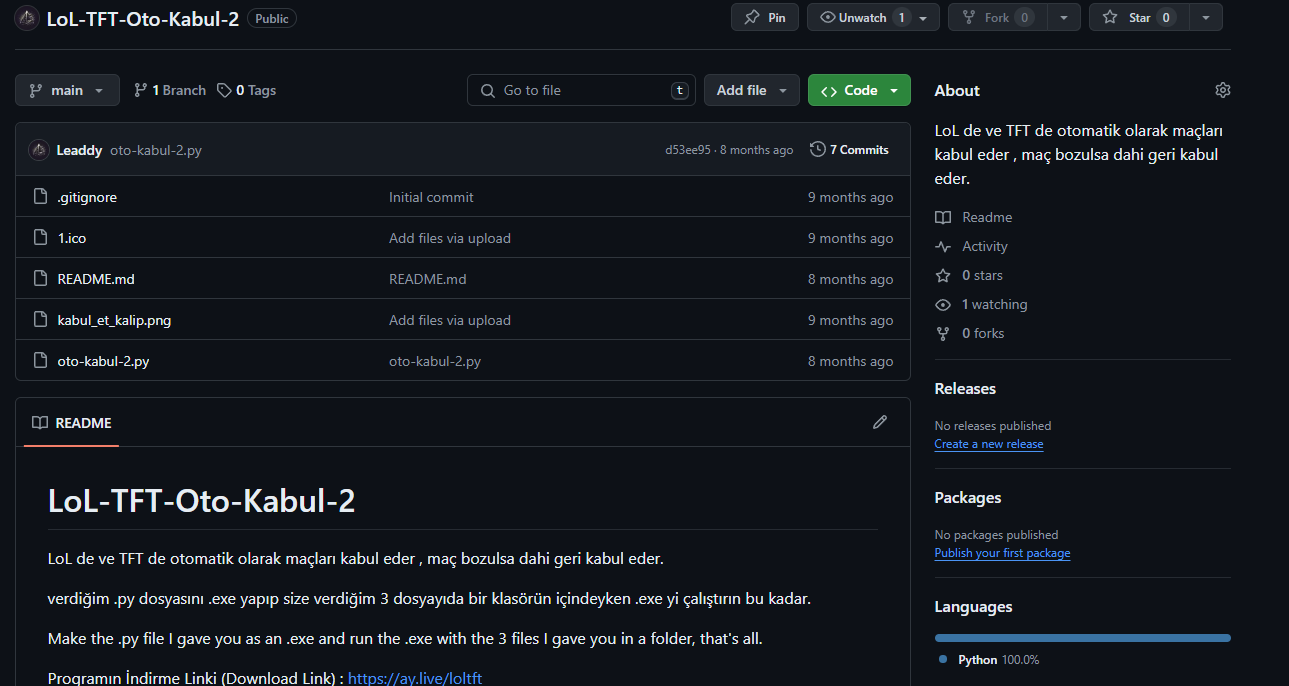 LoL-TFT-Oto-Kabul-2 Public
Pin
Unwatch 1
Fork 0
Star 0
main
1 Branch
0 Tags
Go to file t
Add file
Code
Leaddy oto-kabul-2.py d53ee95 · 8 months ago 7 Commits
.gitignore Initial commit 9 months ago
1.ico Add files via upload 9 months ago
README.md README.md 8 months ago
kabul_et_kalip.png Add files via upload 9 months ago
oto-kabul-2.py oto-kabul-2.py 8 months ago
README
LoL-TFT-Oto-Kabul-2
LoL de ve TFT de otomatik olarak maçları kabul eder , maç bozulsa dahi geri kabul eder.
verdiğim .py dosyasını .exe yapıp size verdiğim 3 dosyayıda bir klasörün içindeyken .exe yi çalıştırın bu kadar.
Make the .py file I gave you as an .exe and run the .exe with the 3 files I gave you in a folder, that's all.
Programın İndirme Linki (Download Link) : https://ay.live/loltft
About
LoL de ve TFT de otomatik olarak maçları
kabul eder , maç bozulsa dahi geri kabul
eder.
Readme
Activity
0 stars
1 watching
0 forks
Releases
No releases published
Create a new release
Packages
No packages published
Publish your first package
Languages
Python 100.0%